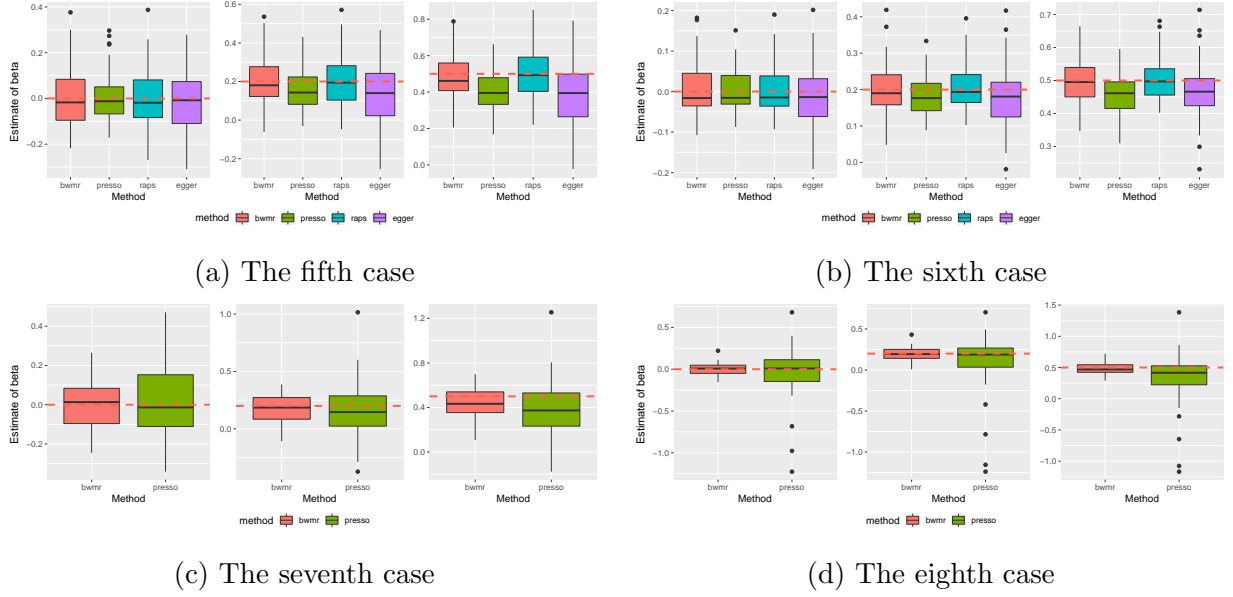 Estimate of beta
0.4
0.2
0.0
−0.2
bwmr presso raps egger
Method
0.4
0.2
0.0
−0.2
bwmr presso raps egger
Method
0.8
0.6
0.4
0.2
0.0
bwmr presso raps egger
Method
method bwmr presso raps egger
(a) The fifth case
Estimate of beta
0.2
0.1
0.0
−0.1
−0.2
bwmr presso raps egger
Method
0.4
0.3
0.2
0.1
0.0
bwmr presso raps egger
Method
0.7
0.6
0.5
0.4
0.3
bwmr presso raps egger
Method
method bwmr presso raps egger
(b) The sixth case
Estimate of beta
0.4
0.2
0.0
−0.2
bwmr presso
Method
1.0
0.5
0.0
bwmr presso
Method
1.2
0.8
0.4
0.0
bwmr presso
Method
method bwmr presso
(c) The seventh case
Estimate of beta
0.5
0.0
−0.5
−1.0
bwmr presso
Method
0.5
0.0
−0.5
−1.0
bwmr presso
Method
1.5
1.0
0.5
0.0
−0.5
−1.0
bwmr presso
Method
method bwmr presso
(d) The eighth case